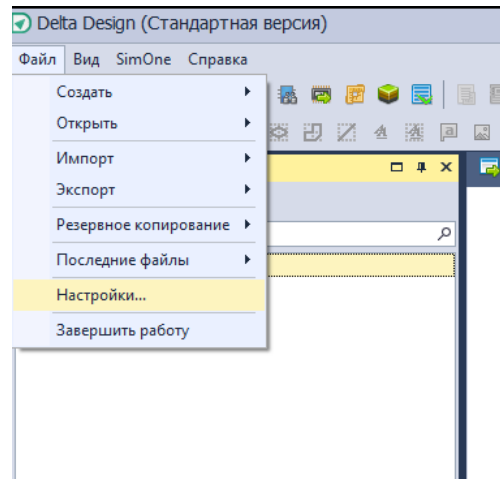 Delta Design (Стандартная версия)
Файл Вид SimOne Справка
Создать
Открыть
Импорт
Экспорт
Резервное копирование
Последние файлы
Настройки...
Завершить работу